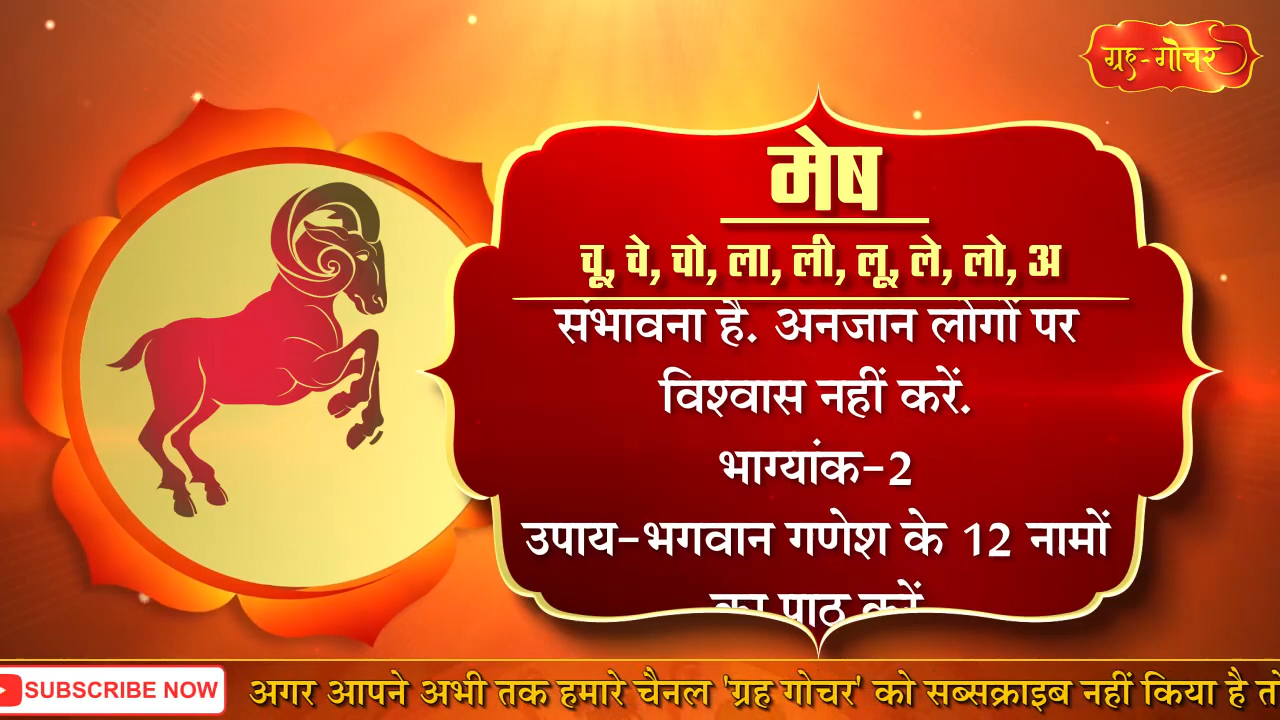 ग्रह-गोचर
मेष
चू, चे, चो, ला, ली, लू, ले, लो, अ
संभावना है. अनजान लोगों पर
विश्वास नहीं करें.
भाग्यांक-2
उपाय-भगवान गणेश के 12 नामों
का पाठ करें
SUBSCRIBE NOW
अगर आपने अभी तक हमारे चैनल 'ग्रह गोचर' को सब्सक्राइब नहीं किया है तो